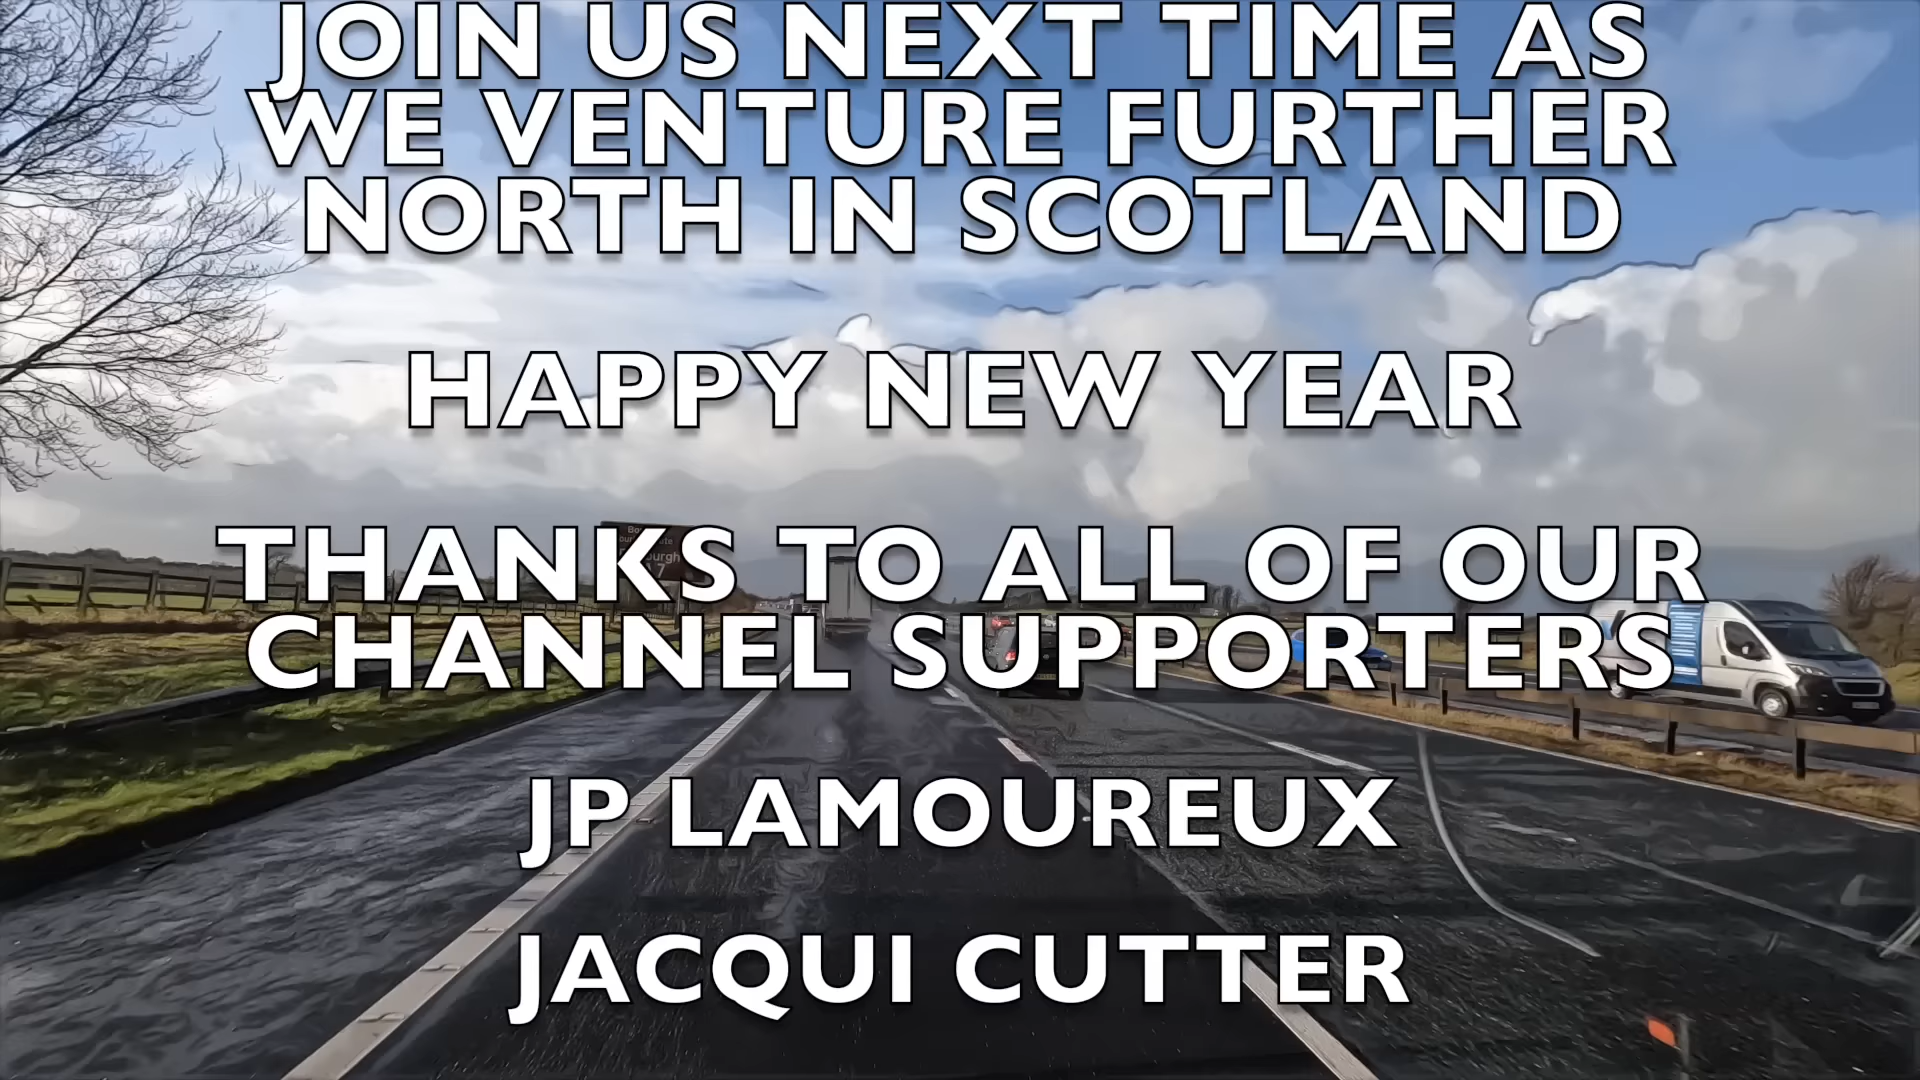 JOIN US NEXT TIME AS
WE VENTURE FURTHER
NORTH IN SCOTLAND
HAPPY NEW YEAR
THANKS TO ALL OF OUR
CHANNEL SUPPORTERS
JP LAMOUREUX
JACQUI CUTTER